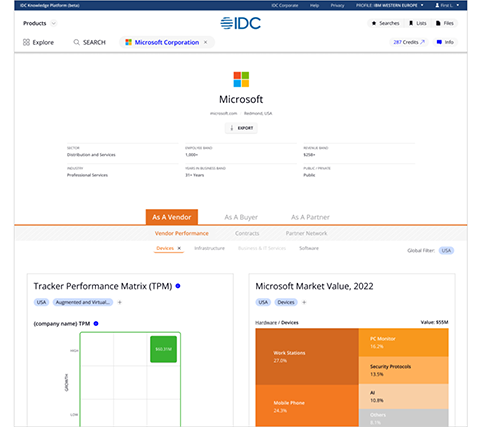 IDC Knowledge Platform (beta) IDC Corporate Help Privacy PROFILE: IBM WESTERN EUROPE First L.
Products IDC Searches Lists Files
Explore SEARCH Microsoft Corporation × 287 Credits Info
Microsoft
microsoft.com Redmond, USA
EXPORT
SECTOR EMPLOYEE BAND REVENUE BAND
Distribution and Services 1,000+ $25B+
INDUSTRY YEARS IN BUSINESS BAND PUBLIC / PRIVATE
Professional Services 31+ Years Public
As A Vendor As A Buyer As A Partner
Vendor Performance Contracts Partner Network
Devices × Infrastructure Business & IT Services Software Global Filter: USA
Tracker Performance Matrix (TPM)
USA Augmented and Virtual... +
{company name} TPM
HIGH
GROWTH
LOW
Microsoft Market Value, 2022
USA Devices +
Hardware / Devices Value: $55M
Work Stations
27.0%
Mobile Phone
24.3%
PC Monitor
16.2%
Security Protocols
13.5%
AI
10.8%
Others
8.1%